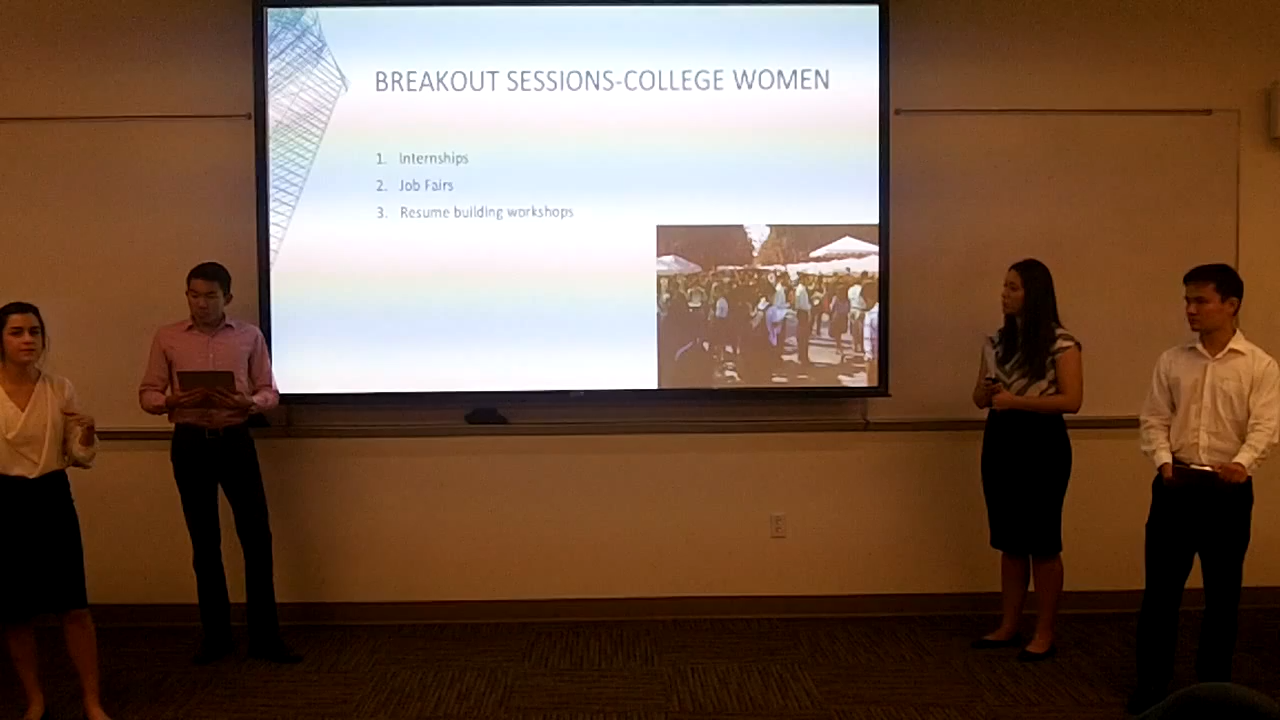 BREAKOUT SESSIONS-COLLEGE WOMEN
1. Internships
2. Job Fairs
3. Resume building workshops